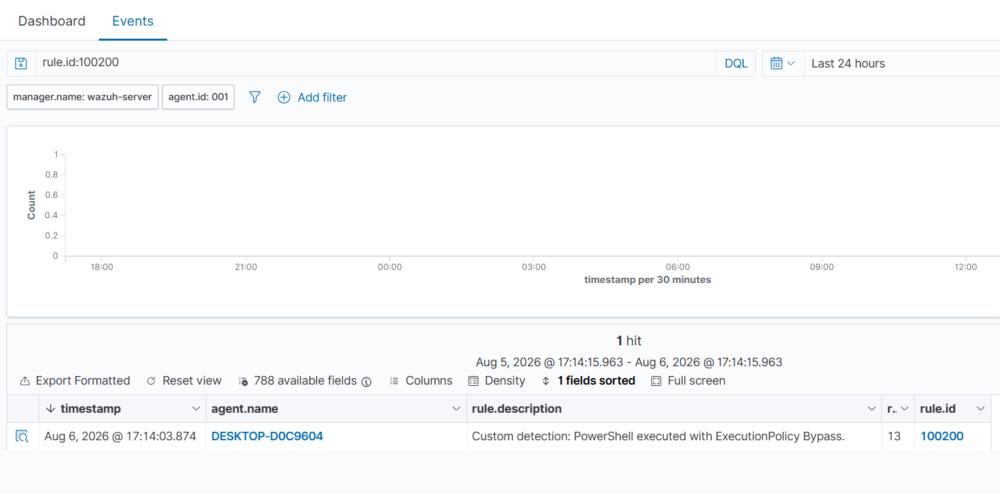 Dashboard Events
rule.id:100200 DQL Last 24 hours
manager.name: wazuh-server agent.id: 001 Add filter
1
0.8
0.6
0.4
0.2
0
Count
18:00 21:00 00:00 03:00 06:00 09:00 12:00
timestamp per 30 minutes
1 hit
Aug 5, 2026 @ 17:14:15.963 - Aug 6, 2026 @ 17:14:15.963
Export Formatted Reset view 788 available fields Columns Density 1 fields sorted Full screen
timestamp agent.name rule.description r.. rule.id
Aug 6, 2026 @ 17:14:03.874 DESKTOP-D0C9604 Custom detection: PowerShell executed with ExecutionPolicy Bypass. 13 100200